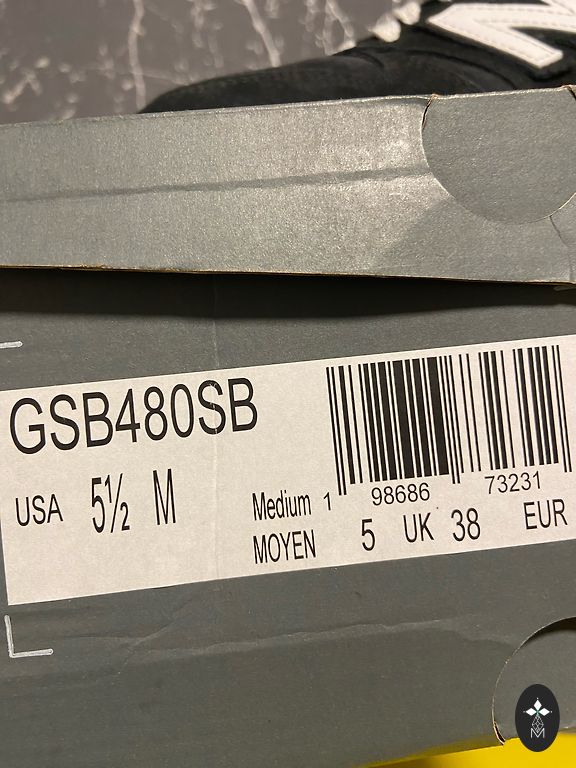 N
GSB480SB
USA 5½ M
Medium 1 98686 73231
MOYEN 5 UK 38 EUR
M